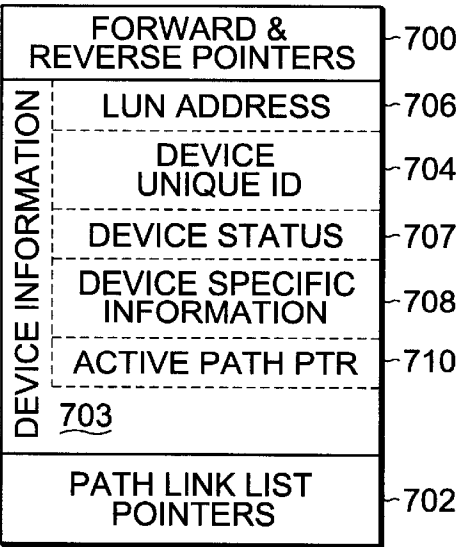 FORWARD &
REVERSE POINTERS
700
DEVICE INFORMATION
LUN ADDRESS
706
DEVICE
UNIQUE ID
704
DEVICE STATUS
707
DEVICE SPECIFIC
INFORMATION
708
ACTIVE PATH PTR
710
703
PATH LINK LIST
POINTERS
702